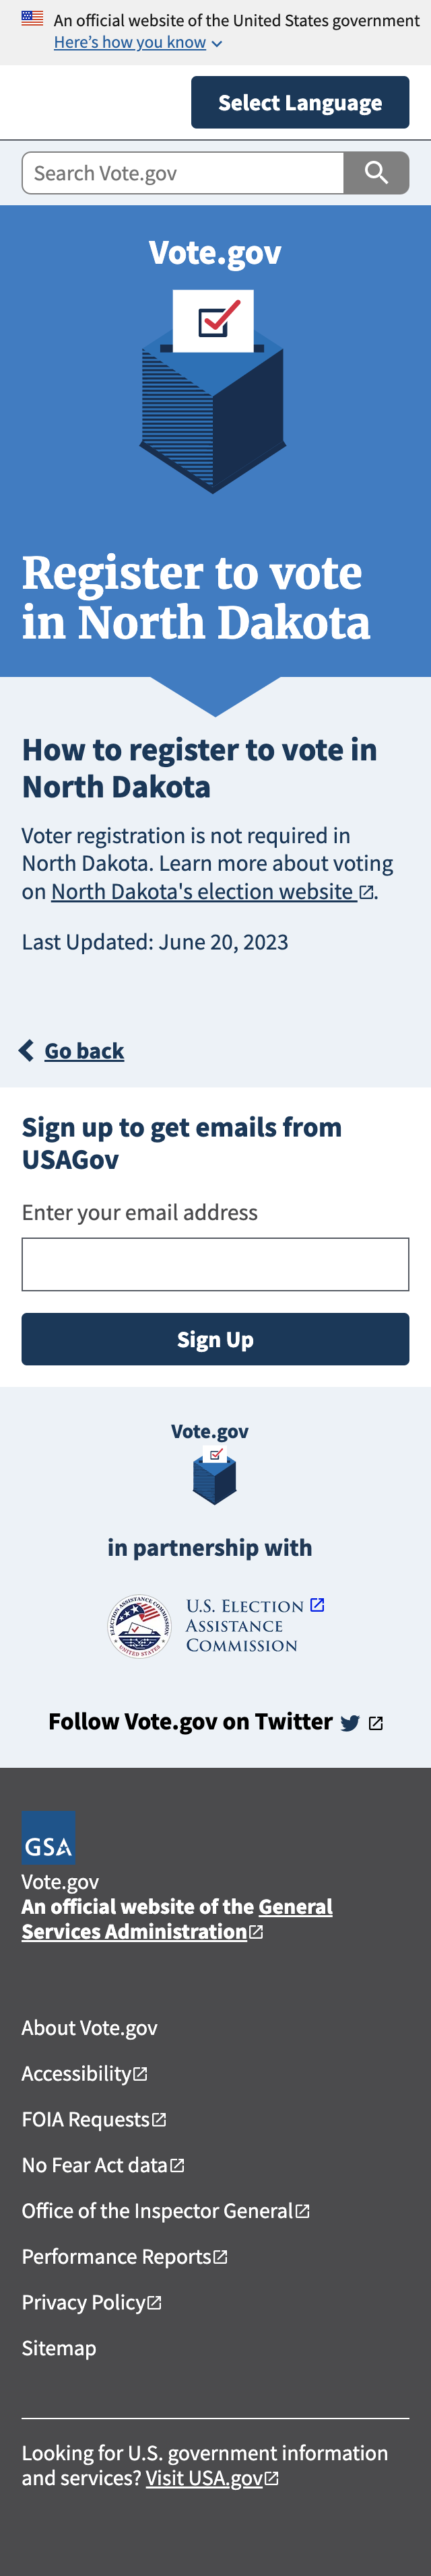 An official website of the United States government
Here’s how you know
Select Language
Search Vote.gov
Vote.gov
Register to vote
in North Dakota
How to register to vote in
North Dakota
Voter registration is not required in
North Dakota. Learn more about voting
on North Dakota's election website.
Last Updated: June 20, 2023
Go back
Sign up to get emails from
USAGov
Enter your email address
Sign Up
Vote.gov
in partnership with
ELECTION ASSISTANCE COMMISSION
UNITED STATES
U.S. ELECTION
ASSISTANCE
COMMISSION
Follow Vote.gov on Twitter
GSA
Vote.gov
An official website of the General
Services Administration
About Vote.gov
Accessibility
FOIA Requests
No Fear Act data
Office of the Inspector General
Performance Reports
Privacy Policy
Sitemap
Looking for U.S. government information
and services? Visit USA.gov